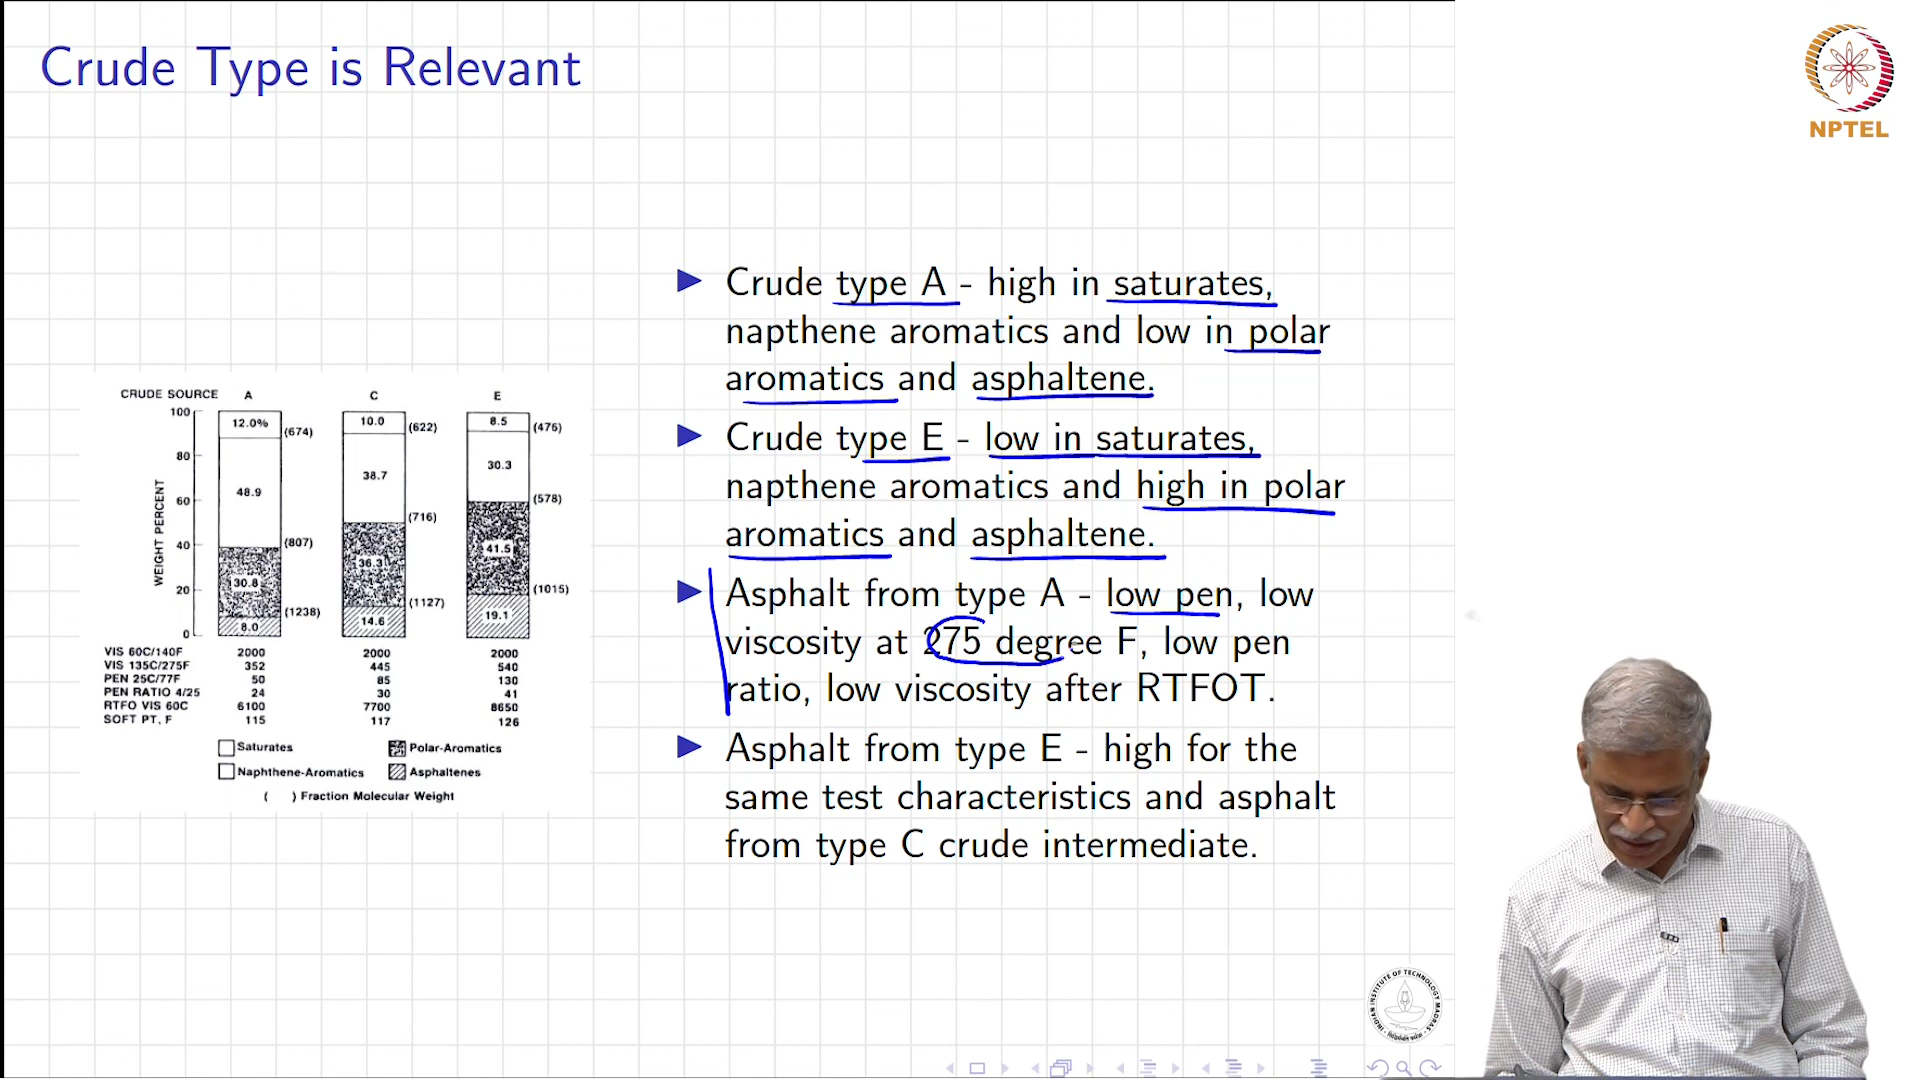 Crude Type is Relevant
NPTEL
Crude type A - high in saturates,
napthene aromatics and low in polar
aromatics and asphaltene.
Crude type E - low in saturates,
napthene aromatics and high in polar
aromatics and asphaltene.
Asphalt from type A - low pen, low
viscosity at 275 degree F, low pen
ratio, low viscosity after RTFOT.
Asphalt from type E - high for the
same test characteristics and asphalt
from type C crude intermediate.
CRUDE SOURCE A C E
100 12.0% (674) 10.0 (622) 8.5 (476)
80
48.9 38.7 30.3
60 (716) (578)
WEIGHT PERCENT
40 (807) 36.3 41.5
20 30.8 (1238) (1127) (1015)
0 8.0 14.6 19.1
VIS 60C/140F 2000 2000 2000
VIS 135C/275F 352 445 540
PEN 25C/77F 50 85 130
PEN RATIO 4/25 24 30 41
RTFO VIS 60C 6100 7700 8650
SOFT PT, F 115 117 126
Saturates Polar-Aromatics
Naphthene-Aromatics Asphaltenes
( ) Fraction Molecular Weight
INDIAN INSTITUTE OF TECHNOLOGY MADRAS